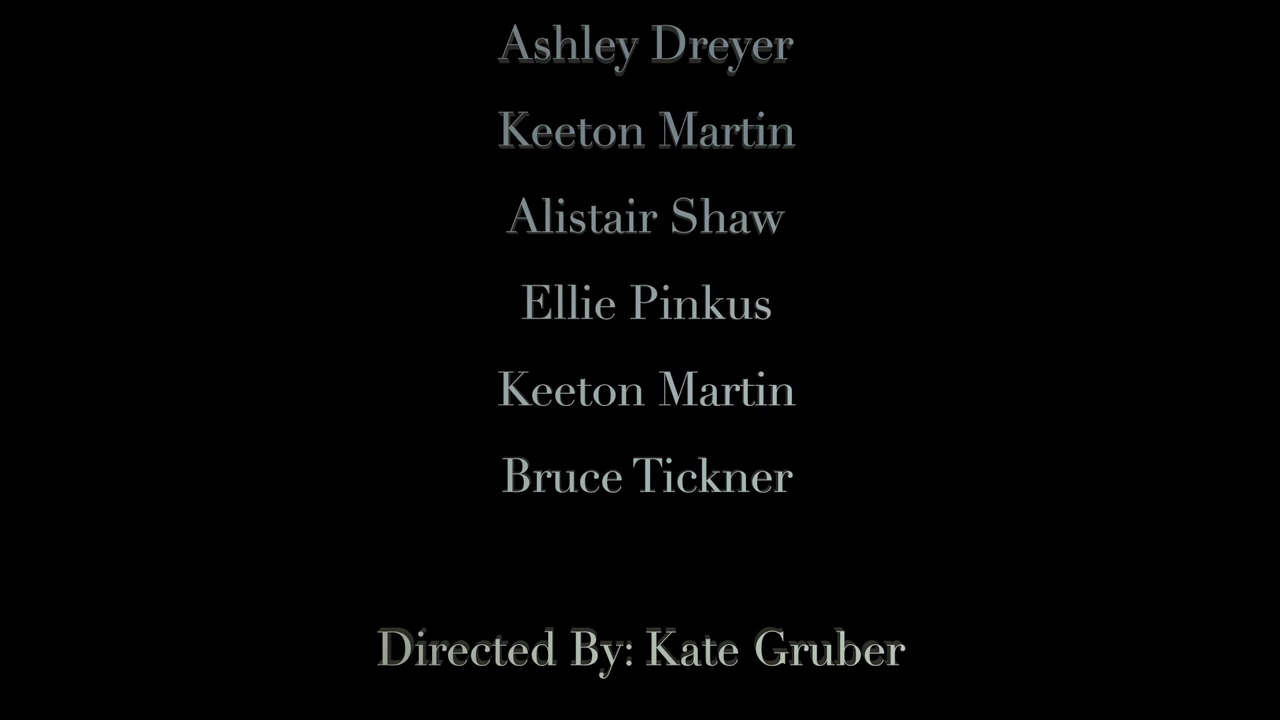 Ashley Dreyer
Keeton Martin
Alistair Shaw
Ellie Pinkus
Keeton Martin
Bruce Tickner
Directed By: Kate Gruber